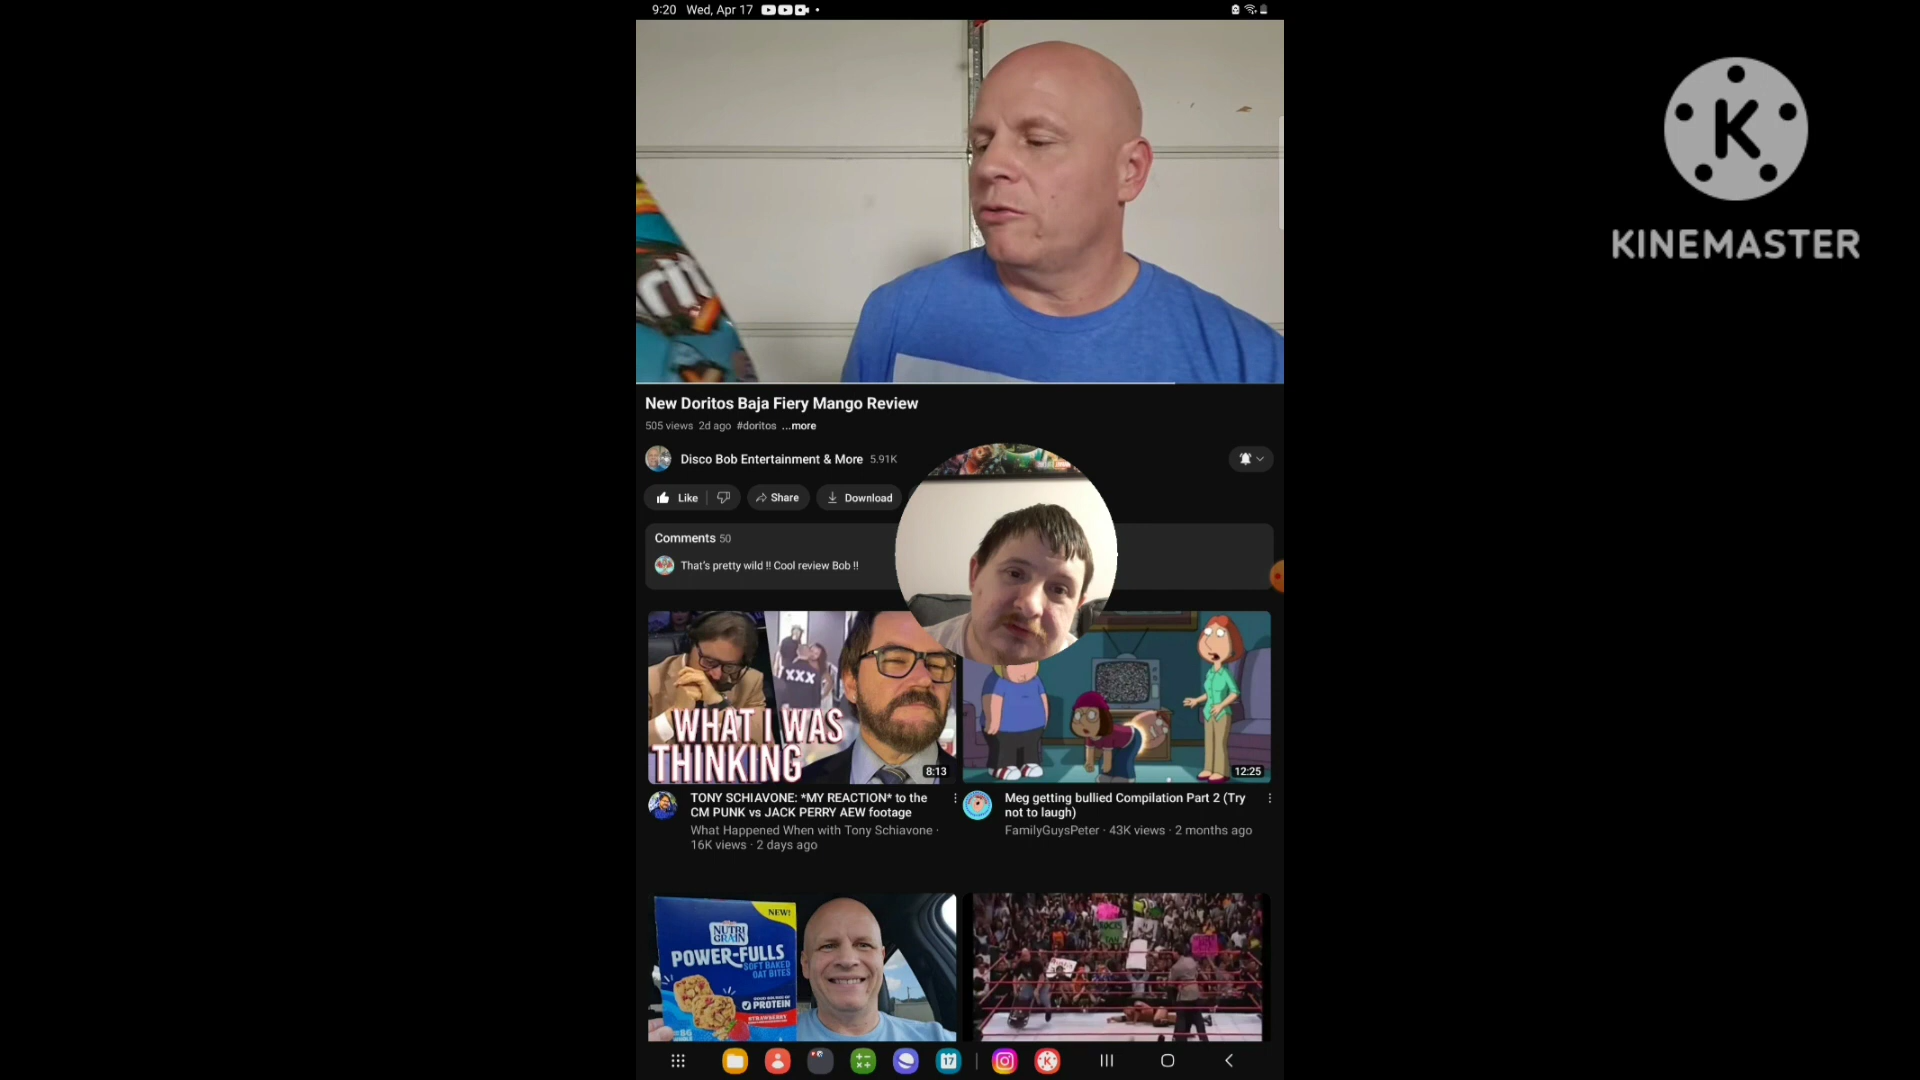 9:20 Wed, Apr 17
K
KINEMASTER
rit
New Doritos Baja Fiery Mango Review
505 views 2d ago #doritos ...more
Disco Bob Entertainment & More 5.91K
Like
Share
Download
Comments 50
That's pretty wild !! Cool review Bob !!
XXX
WHAT I WAS
THINKING
8:13
12:25
TONY SCHIAVONE: *MY REACTION* to the
CM PUNK vs JACK PERRY AEW footage
What Happened When with Tony Schiavone ·
16K views · 2 days ago
Meg getting bullied Compilation Part 2 (Try
not to laugh)
FamilyGuysPeter · 43K views · 2 months ago
NEW!
NUTRI
GRAIN
POWER-FULLS
SOFT BAKED
OAT BITES
PROTEIN
STRAWBERRY
17
K